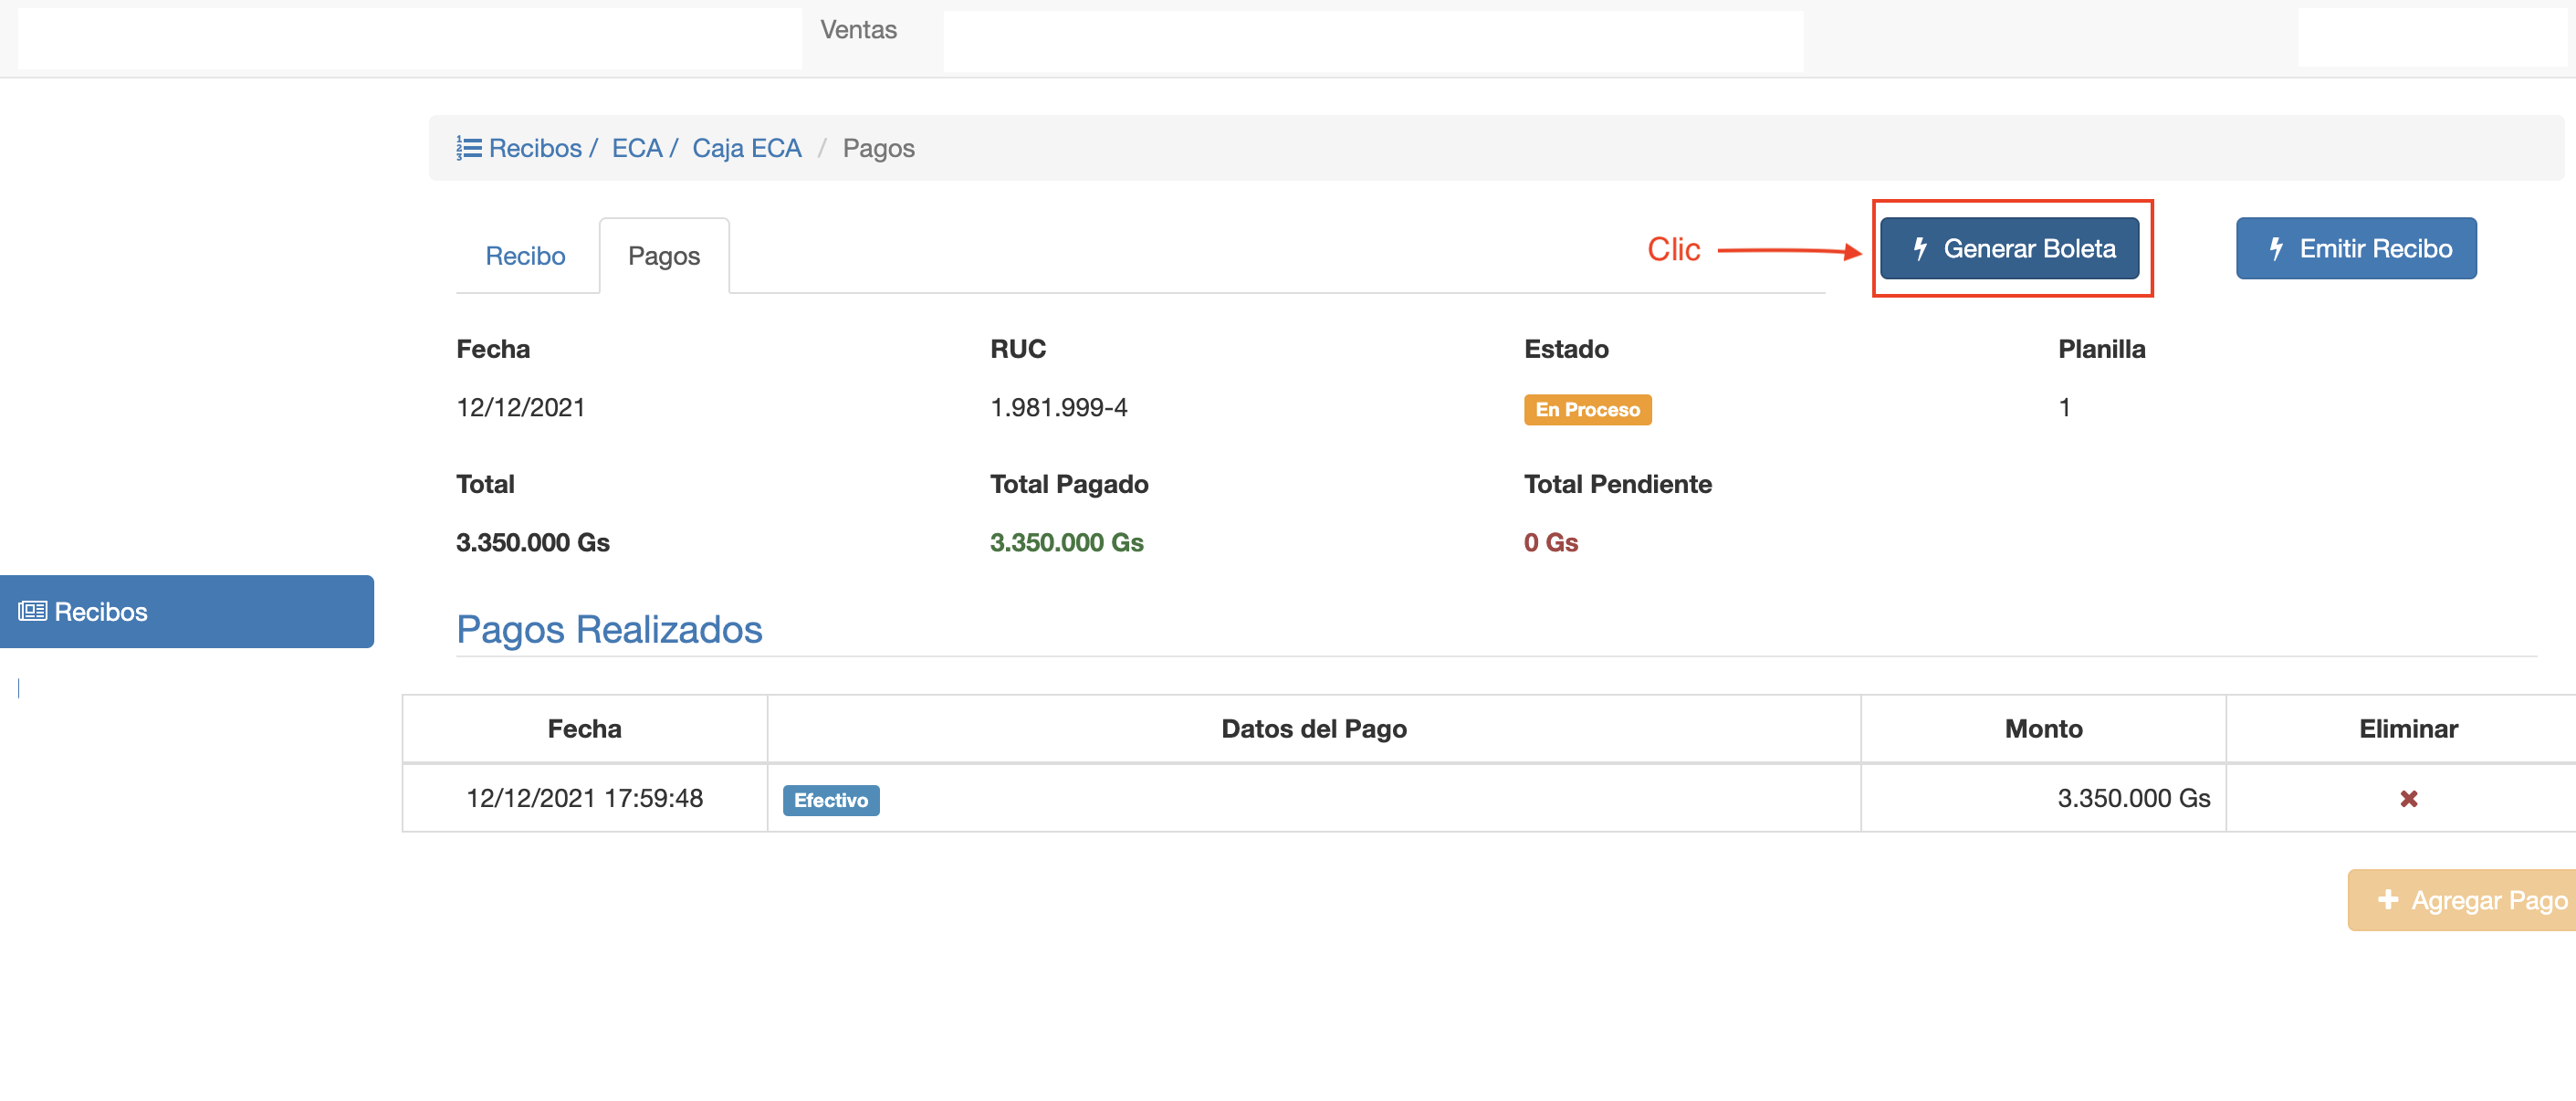 Ventas
Recibos / ECA / Caja ECA / Pagos
Recibo Pagos Clic Generar Boleta Emitir Recibo
Fecha RUC Estado Planilla
12/12/2021 1.981.999-4 En Proceso 1
Total Total Pagado Total Pendiente
3.350.000 Gs 3.350.000 Gs 0 Gs
Recibos
Pagos Realizados
Fecha Datos del Pago Monto Eliminar
12/12/2021 17:59:48 Efectivo 3.350.000 Gs
Agregar Pago